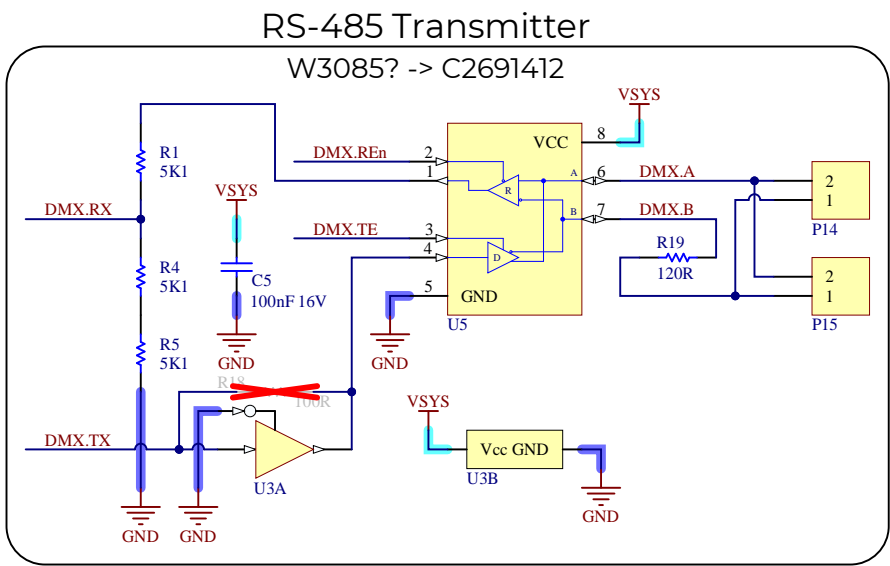 RS-485 Transmitter
W3085? -> C2691412
VSYS
8
VCC
R1
5K1
DMX.REn
2
1
R
A
6
DMX.A
2
1
P14
VSYS
DMX.RX
DMX.TE
3
4
D
B
7
DMX.B
R19
120R
R4
5K1
C5
100nF 16V
5
GND
U5
GND
2
1
P15
R5
5K1
GND
R18
100R
VSYS
DMX.TX
U3A
Vcc GND
U3B
GND
GND
GND